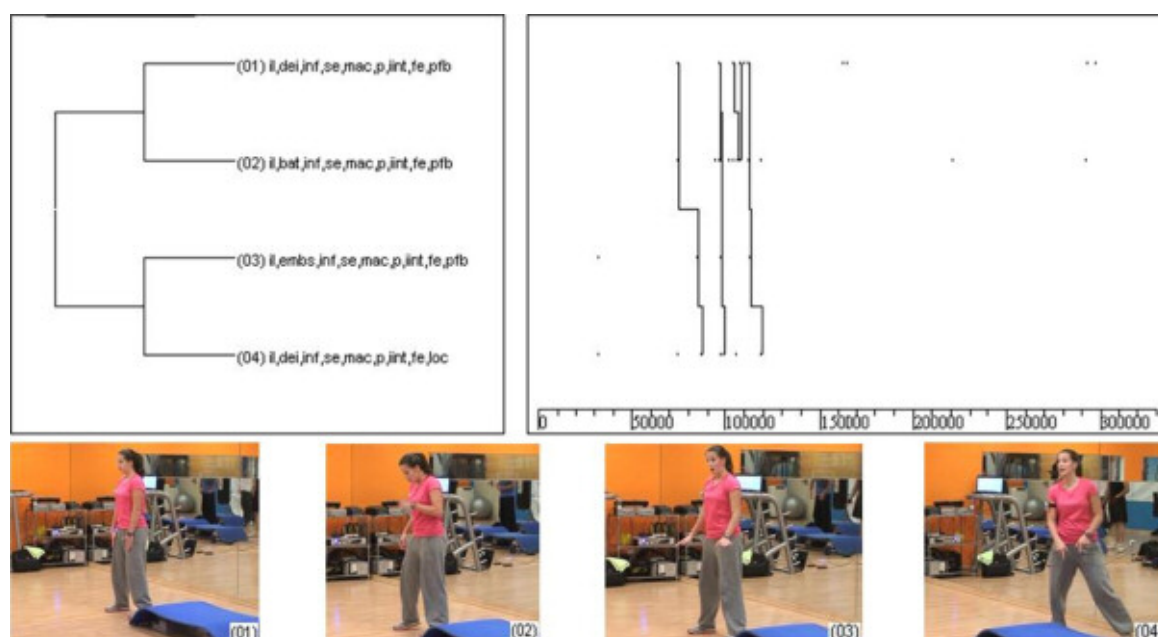 (01) il,dei,inf,se,mac,p,iint,fe,pfb
(02) il,bat,inf,se,mac,p,iint,fe,pfb
(03) il,embs,inf,se,mac,p,iint,fe,pfb
(04) il,dei,inf,se,mac,p,iint,fe,loc
0 50000 100000 150000 200000 250000 300000
(01) (02) (03) (04